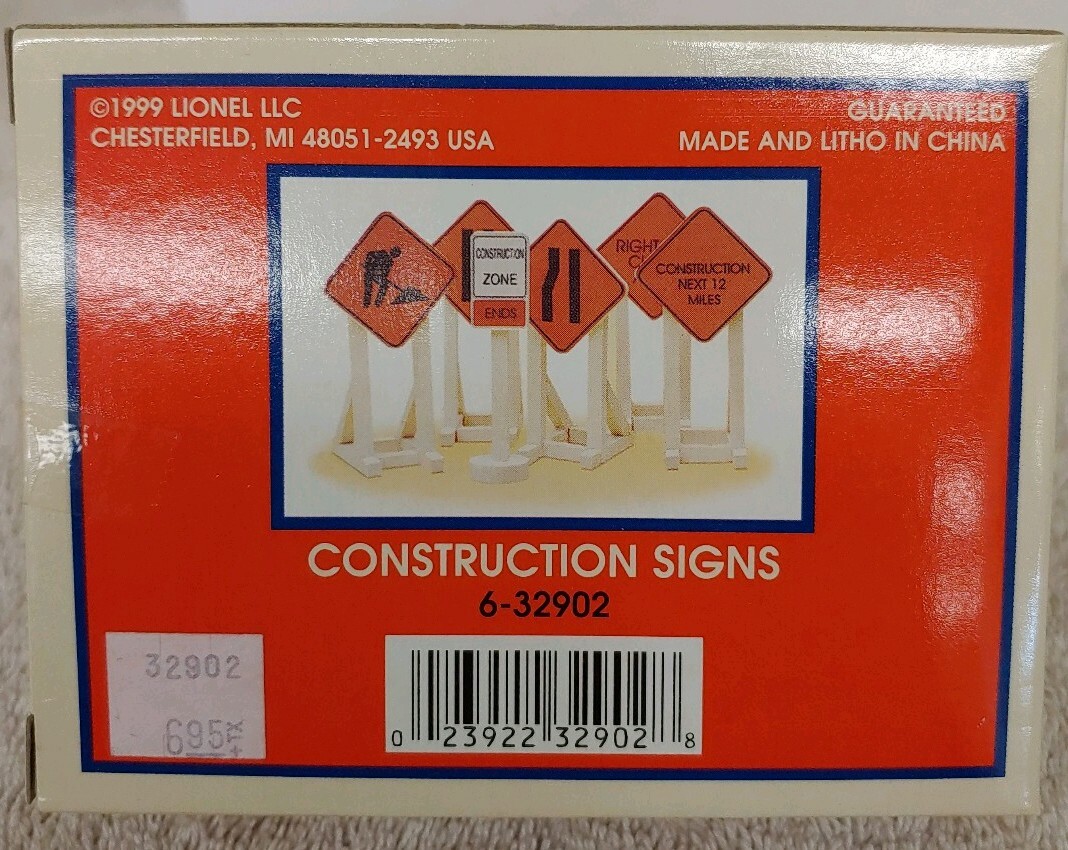 ©1999 LIONEL LLC
CHESTERFIELD, MI 48051-2493 USA
GUARANTEED
MADE AND LITHO IN CHINA
CONSTRUCTION
ZONE
ENDS
RIGHT
CONSTRUCTION
NEXT 12
MILES
CONSTRUCTION SIGNS
6-32902
32902
695 +TX
0 23922 32902 8